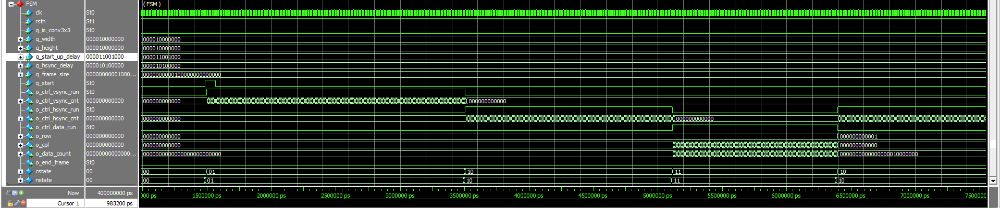 FSM (FSM)
clk St0
rstn St1
q_is_conv3x3 St0
q_width 000010000000 000010000000
q_height 000010000000 000010000000
q_start_up_delay 000011001000 000011001000
q_hsync_delay 000010100000 000010100000
q_frame_size 00000000001000... 000000000100000000000000
q_start St0
o_ctrl_vsync_run St0
o_ctrl_vsync_cnt 000000000000 000000000000 000000000000
o_ctrl_hsync_run St0
o_ctrl_hsync_cnt 000000000000 000000000000 000000000000
o_ctrl_data_run St0
o_row 000000000000 000000000000 000000000001
o_col 000000000000 000000000000 000000000000
o_data_count 00000000000000... 000000000000000000000000 000000000000000010000000
o_end_frame St0
cstate 00 00 01 10 11 10
nstate 00 00 01 10 11 10
Now 400000000 ps 000 ps 1500000 ps 2000000 ps 2500000 ps 3000000 ps 3500000 ps 4000000 ps 4500000 ps 5000000 ps 5500000 ps 6000000 ps 6500000 ps 7000000 ps 7500000
Cursor 1 983200 ps